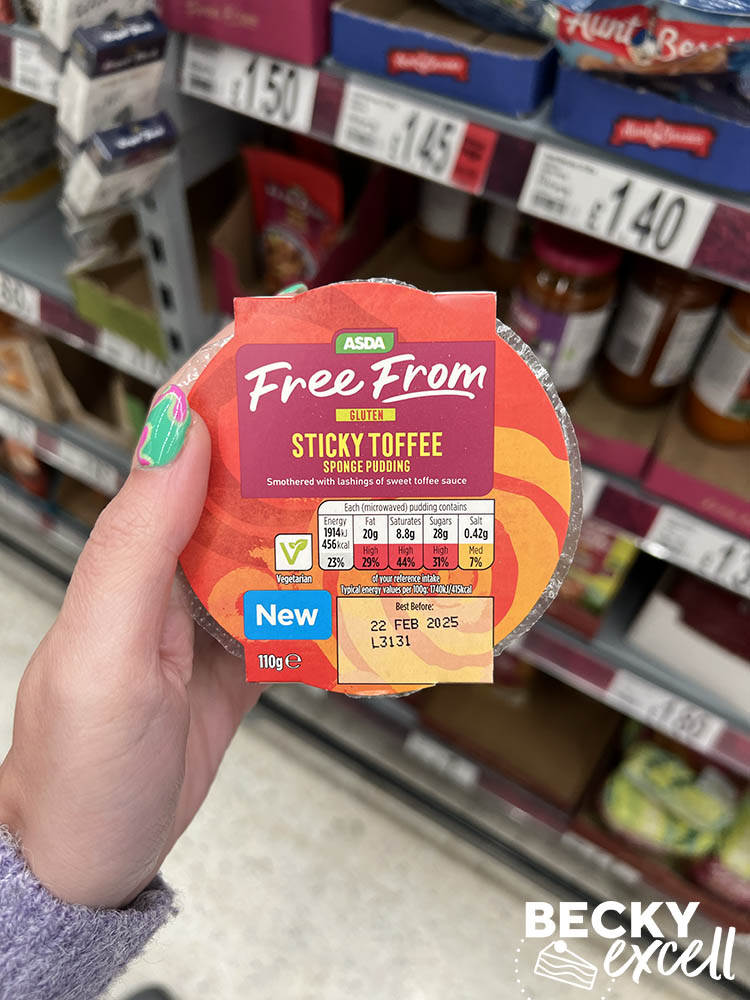 £1.50
£1.45
£1.40
Aunt Bessie's
ASDA
Free From
GLUTEN
STICKY TOFFEE
SPONGE PUDDING
Smothered with lashings of sweet toffee sauce
Each (microwaved) pudding contains
Energy Fat Saturates Sugars Salt
1914kJ 20g 8.8g 28g 0.42g
456kcal High High High Med
23% 29% 44% 31% 7%
of your reference intake
Typical energy values per 100g: 1740kJ/415kcal
Vegetarian
New
Best Before:
22 FEB 2025
L3131
110g e
BECKY
excell